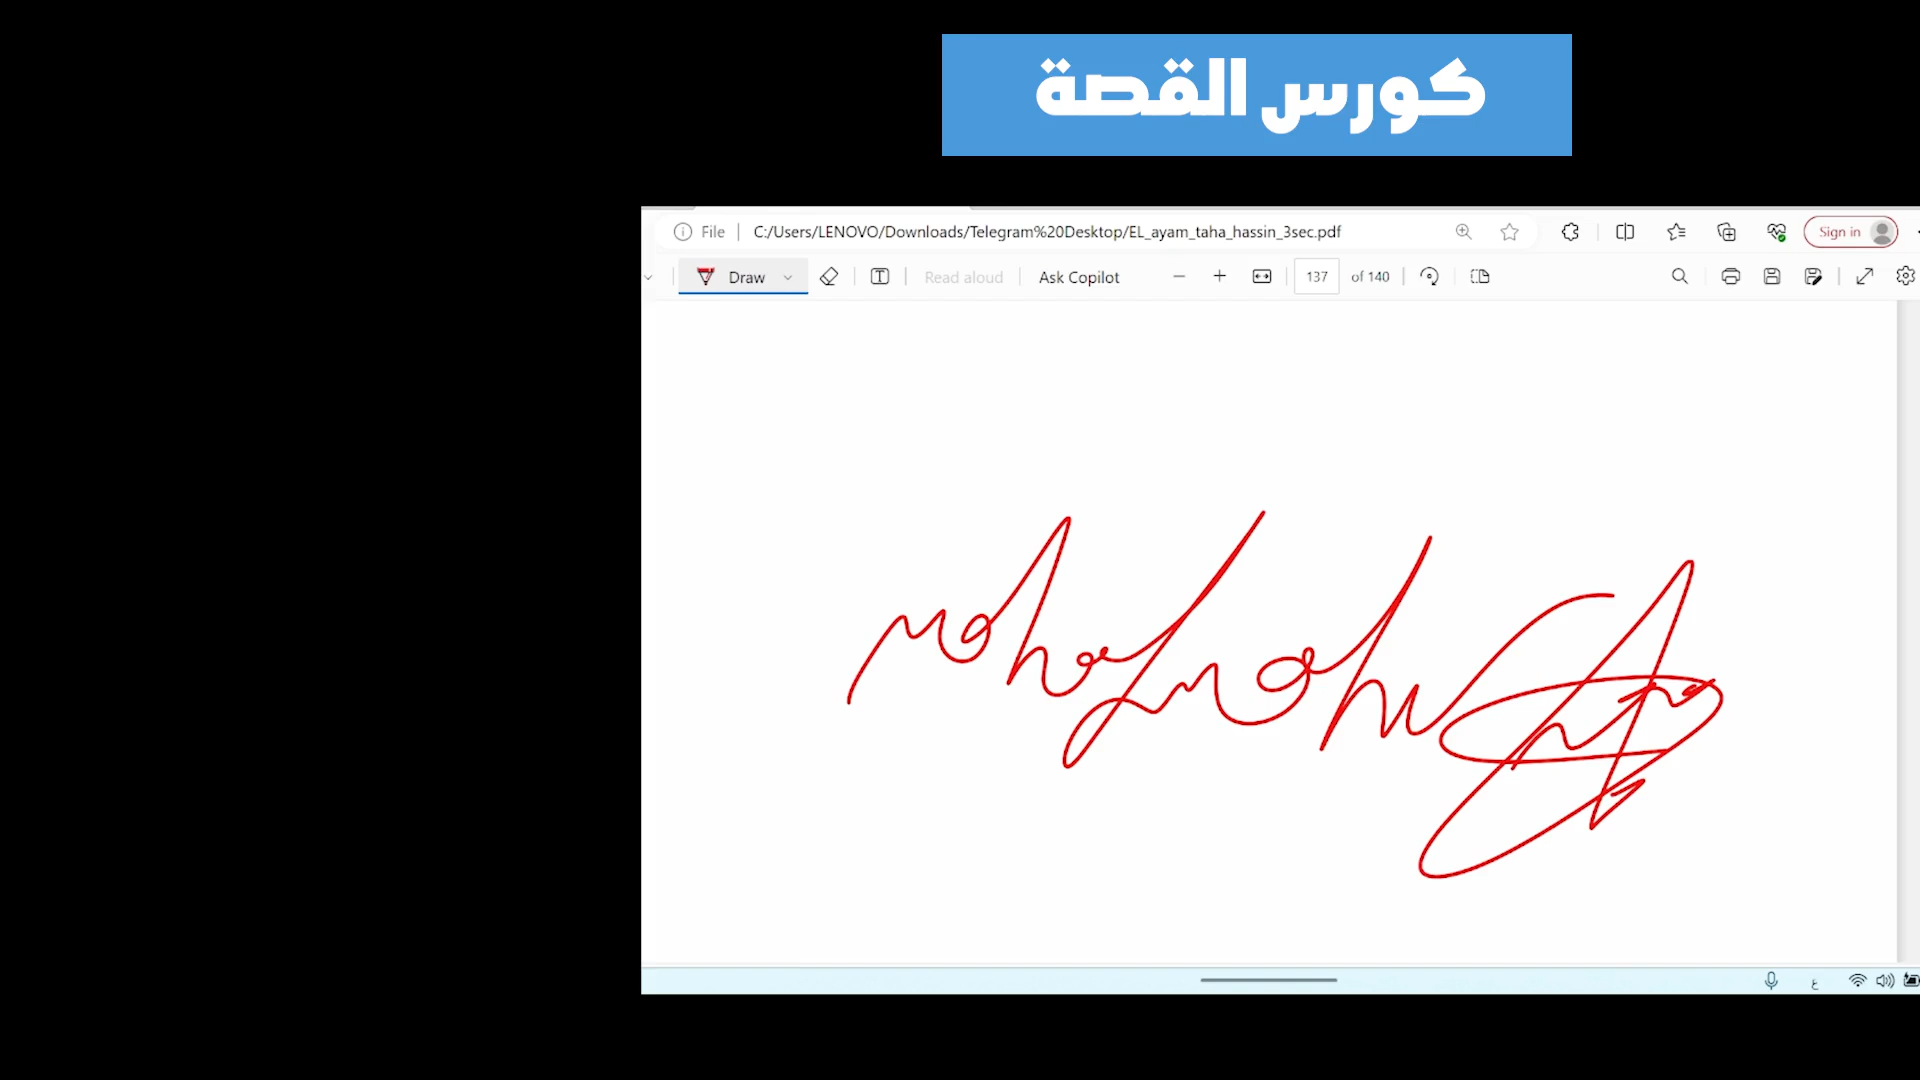 كورس القصة
File
C:/Users/LENOVO/Downloads/Telegram%20Desktop/EL_ayam_taha_hassin_3sec.pdf
Sign in
Draw
Read aloud
Ask Copilot
137 of 140
ع